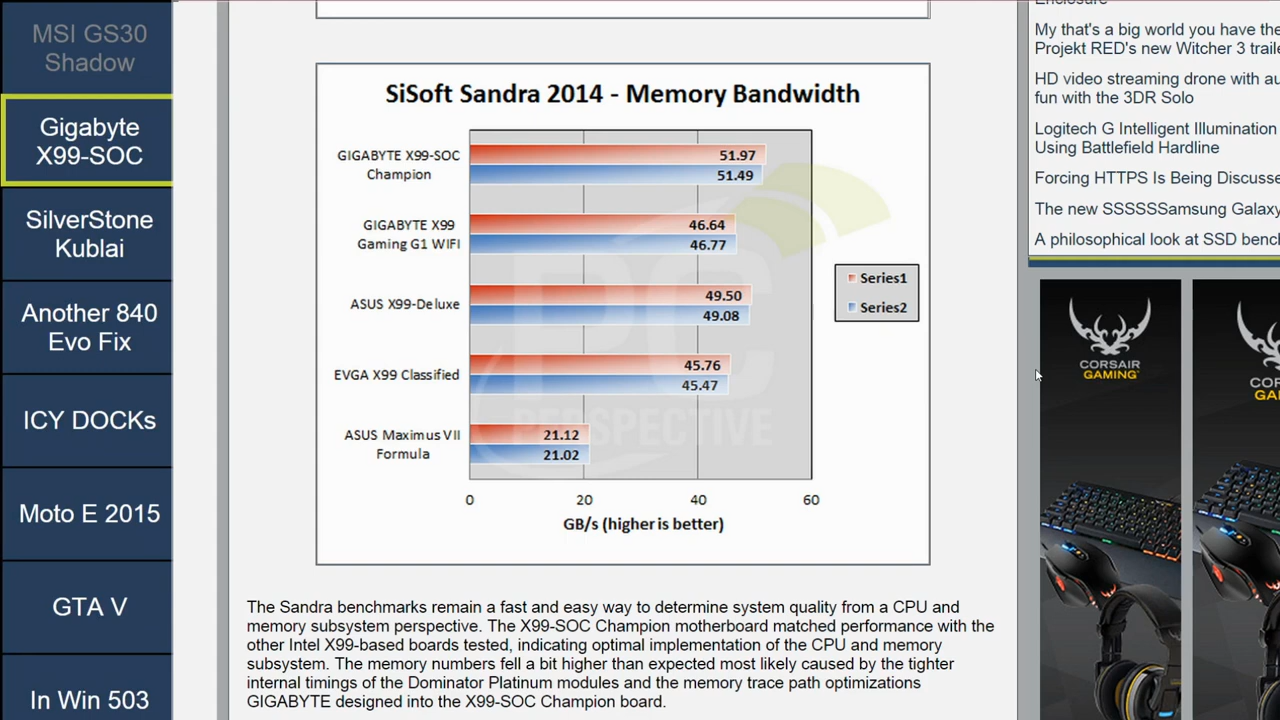 MSI GS30
Shadow
Gigabyte
X99-SOC
SilverStone
Kublai
Another 840
Evo Fix
ICY DOCKs
Moto E 2015
GTA V
In Win 503
SiSoft Sandra 2014 - Memory Bandwidth
GIGABYTE X99-SOC
Champion
51.97
51.49
GIGABYTE X99
Gaming G1 WIFI
46.64
46.77
ASUS X99-Deluxe
49.50
49.08
EVGA X99 Classified
45.76
45.47
ASUS Maximus VII
Formula
21.12
21.02
0 20 40 60
GB/s (higher is better)
Series1
Series2
PC
PERSPECTIVE
The Sandra benchmarks remain a fast and easy way to determine system quality from a CPU and
memory subsystem perspective. The X99-SOC Champion motherboard matched performance with the
other Intel X99-based boards tested, indicating optimal implementation of the CPU and memory
subsystem. The memory numbers fell a bit higher than expected most likely caused by the tighter
internal timings of the Dominator Platinum modules and the memory trace path optimizations
GIGABYTE designed into the X99-SOC Champion board.
Enclosure
My that's a big world you have the
Projekt RED's new Witcher 3 traile
HD video streaming drone with au
fun with the 3DR Solo
Logitech G Intelligent Illumination
Using Battlefield Hardline
Forcing HTTPS Is Being Discusse
The new SSSSSSamsung Galaxy
A philosophical look at SSD benc
CORSAIR
GAMING
CO
GA